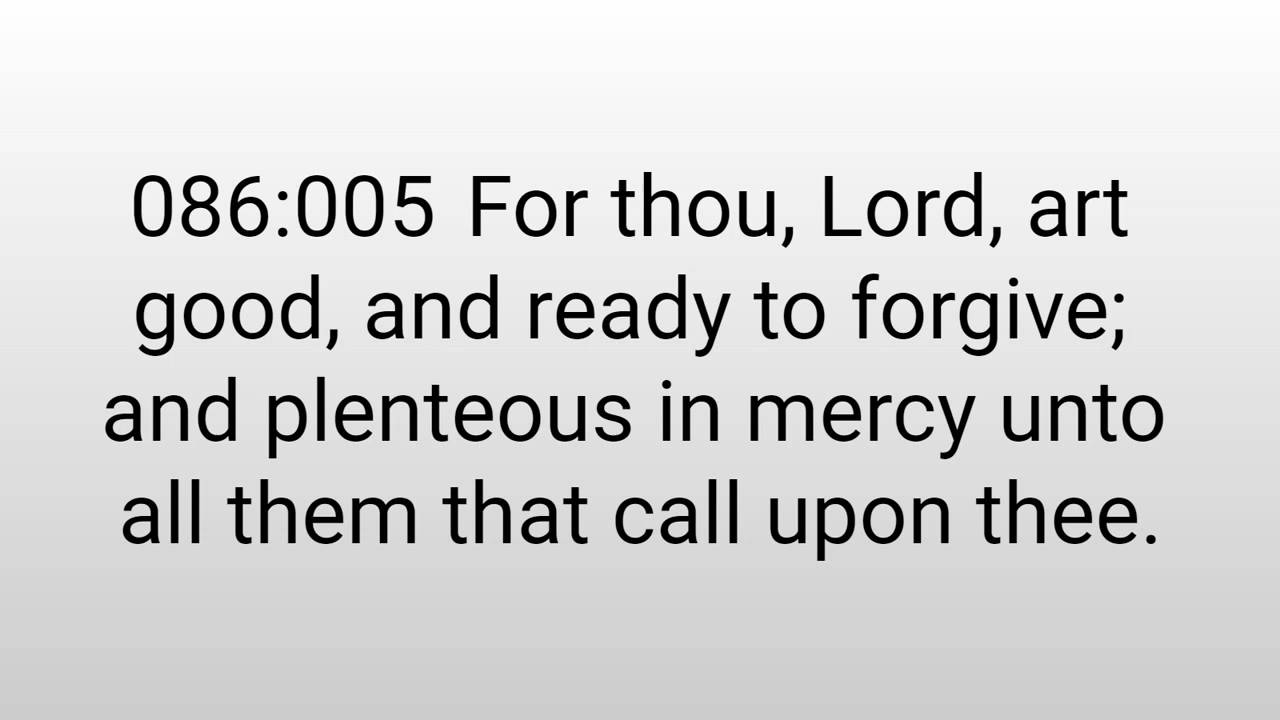 086:005 For thou, Lord, art
good, and ready to forgive;
and plenteous in mercy unto
all them that call upon thee.